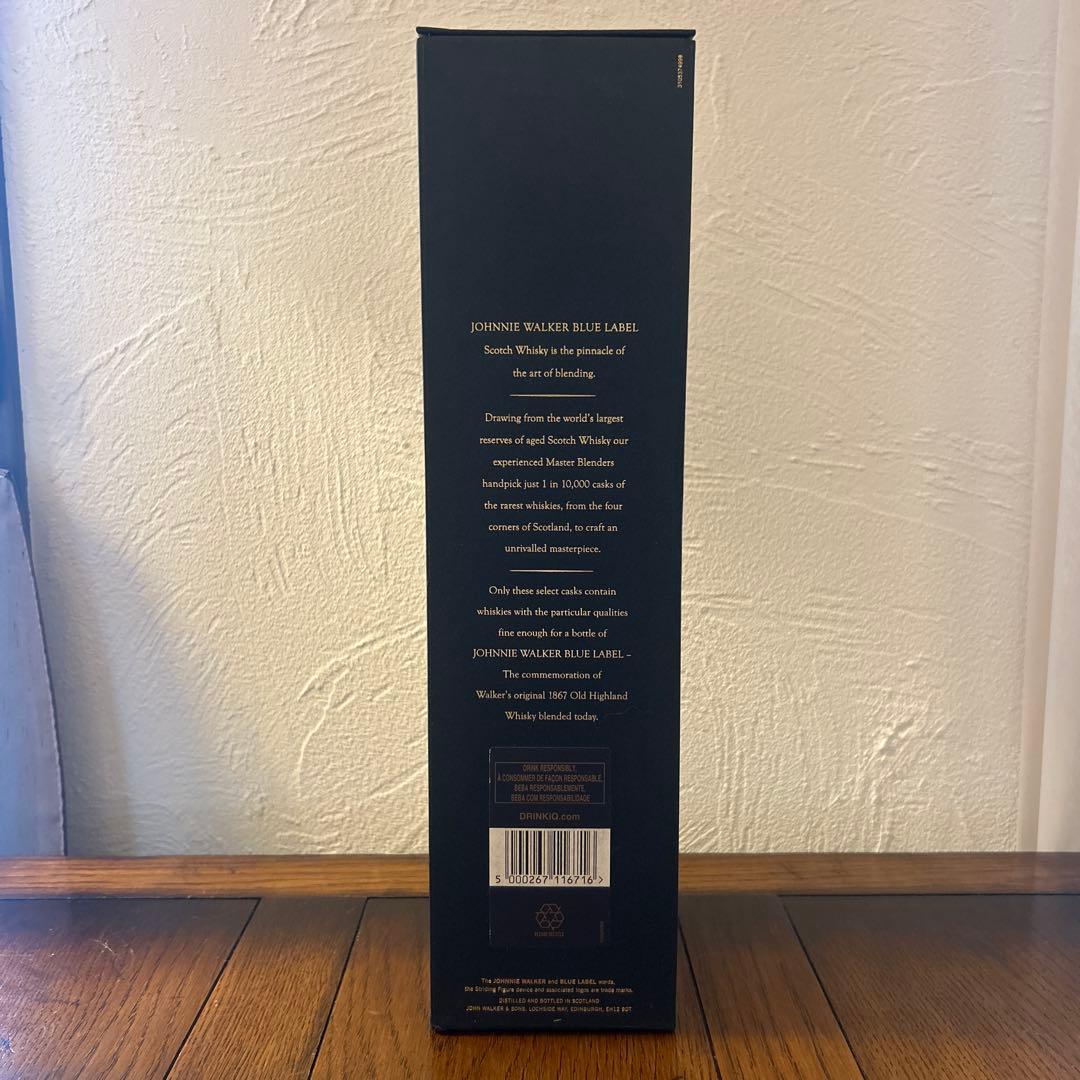 3705374998
JOHNNIE WALKER BLUE LABEL
Scotch Whisky is the pinnacle of
the art of blending.
Drawing from the world's largest
reserves of aged Scotch Whisky our
experienced Master Blenders
handpick just 1 in 10,000 casks of
the rarest whiskies, from the four
corners of Scotland, to craft an
unrivalled masterpiece.
Only these select casks contain
whiskies with the particular qualities
fine enough for a bottle of
JOHNNIE WALKER BLUE LABEL –
The commemoration of
Walker's original 1867 Old Highland
Whisky blended today.
DRINK RESPONSIBLY,
À CONSOMMER DE FAÇON RESPONSABLE,
BEBA RESPONSABLEMENTE,
BEBA COM RESPONSABILIDADE
DRINKiQ.com
5 000267 116716 >
PLEASE RECYCLE
The JOHNNIE WALKER and BLUE LABEL words,
the Striding Figure device and associated logos are trade marks.
DISTILLED AND BOTTLED IN SCOTLAND
JOHN WALKER & SONS, LOCHSIDE WAY, EDINBURGH, EH12 9DT